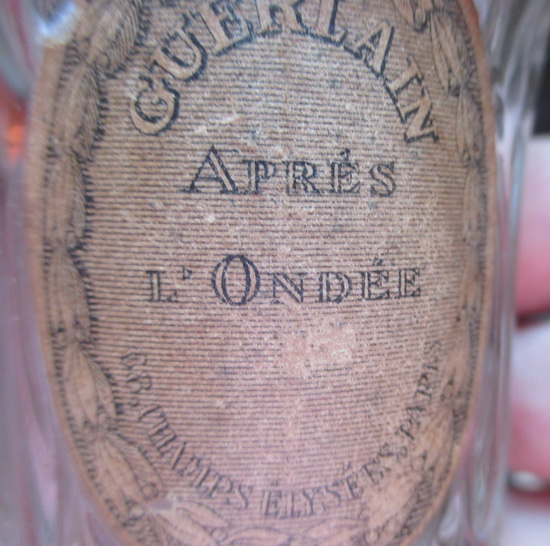 GUERLAIN
APRÉS
L'ONDÉE
68, CHAMPS ÉLYSÉES, PARIS